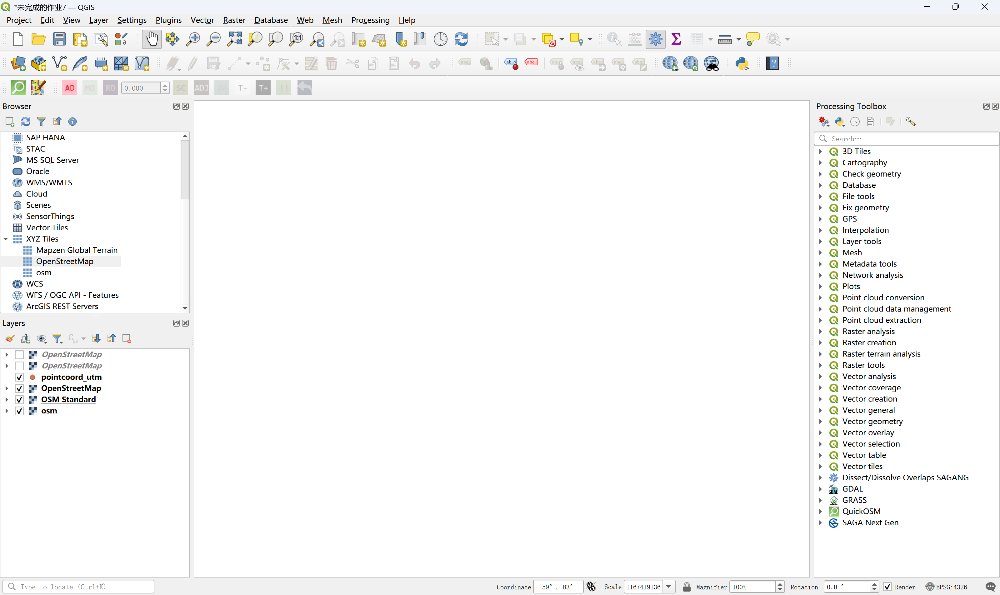 *未完成的作业7 — QGIS
Project Edit View Layer Settings Plugins Vector Raster Database Web Mesh Processing Help
AD MO RO 0.000 SC ADJ 2P T- T+ !!
Browser
SAP HANA
STAC
MS SQL Server
Oracle
WMS/WMTS
Cloud
Scenes
SensorThings
Vector Tiles
XYZ Tiles
Mapzen Global Terrain
OpenStreetMap
osm
WCS
WFS / OGC API - Features
ArcGIS REST Servers
Layers
OpenStreetMap
OpenStreetMap
pointcoord_utm
OpenStreetMap
OSM Standard
osm
Processing Toolbox
Search…
3D Tiles
Cartography
Check geometry
Database
File tools
Fix geometry
GPS
Interpolation
Layer tools
Mesh
Metadata tools
Network analysis
Plots
Point cloud conversion
Point cloud data management
Point cloud extraction
Raster analysis
Raster creation
Raster terrain analysis
Raster tools
Vector analysis
Vector coverage
Vector creation
Vector general
Vector geometry
Vector overlay
Vector selection
Vector table
Vector tiles
Dissect/Dissolve Overlaps SAGANG
GDAL
GRASS
QuickOSM
SAGA Next Gen
Type to locate (Ctrl+K)
Coordinate -59° , 83° Scale 1167419136 Magnifier 100% Rotation 0.0 ° Render EPSG:4326